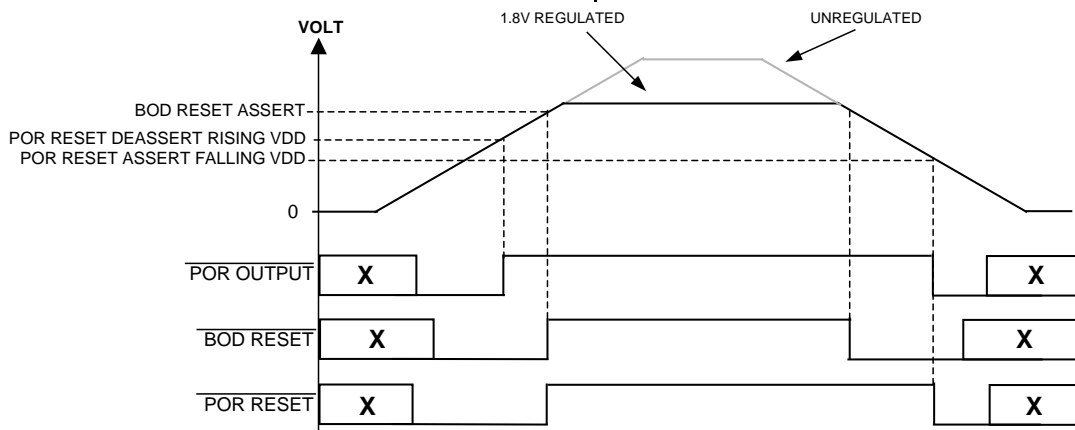 1.8V REGULATED
UNREGULATED
VOLT
BOD RESET ASSERT
POR RESET DEASSERT RISING VDD
POR RESET ASSERT FALLING VDD
0
POR OUTPUT
X
X
BOD RESET
X
X
POR RESET
X
X